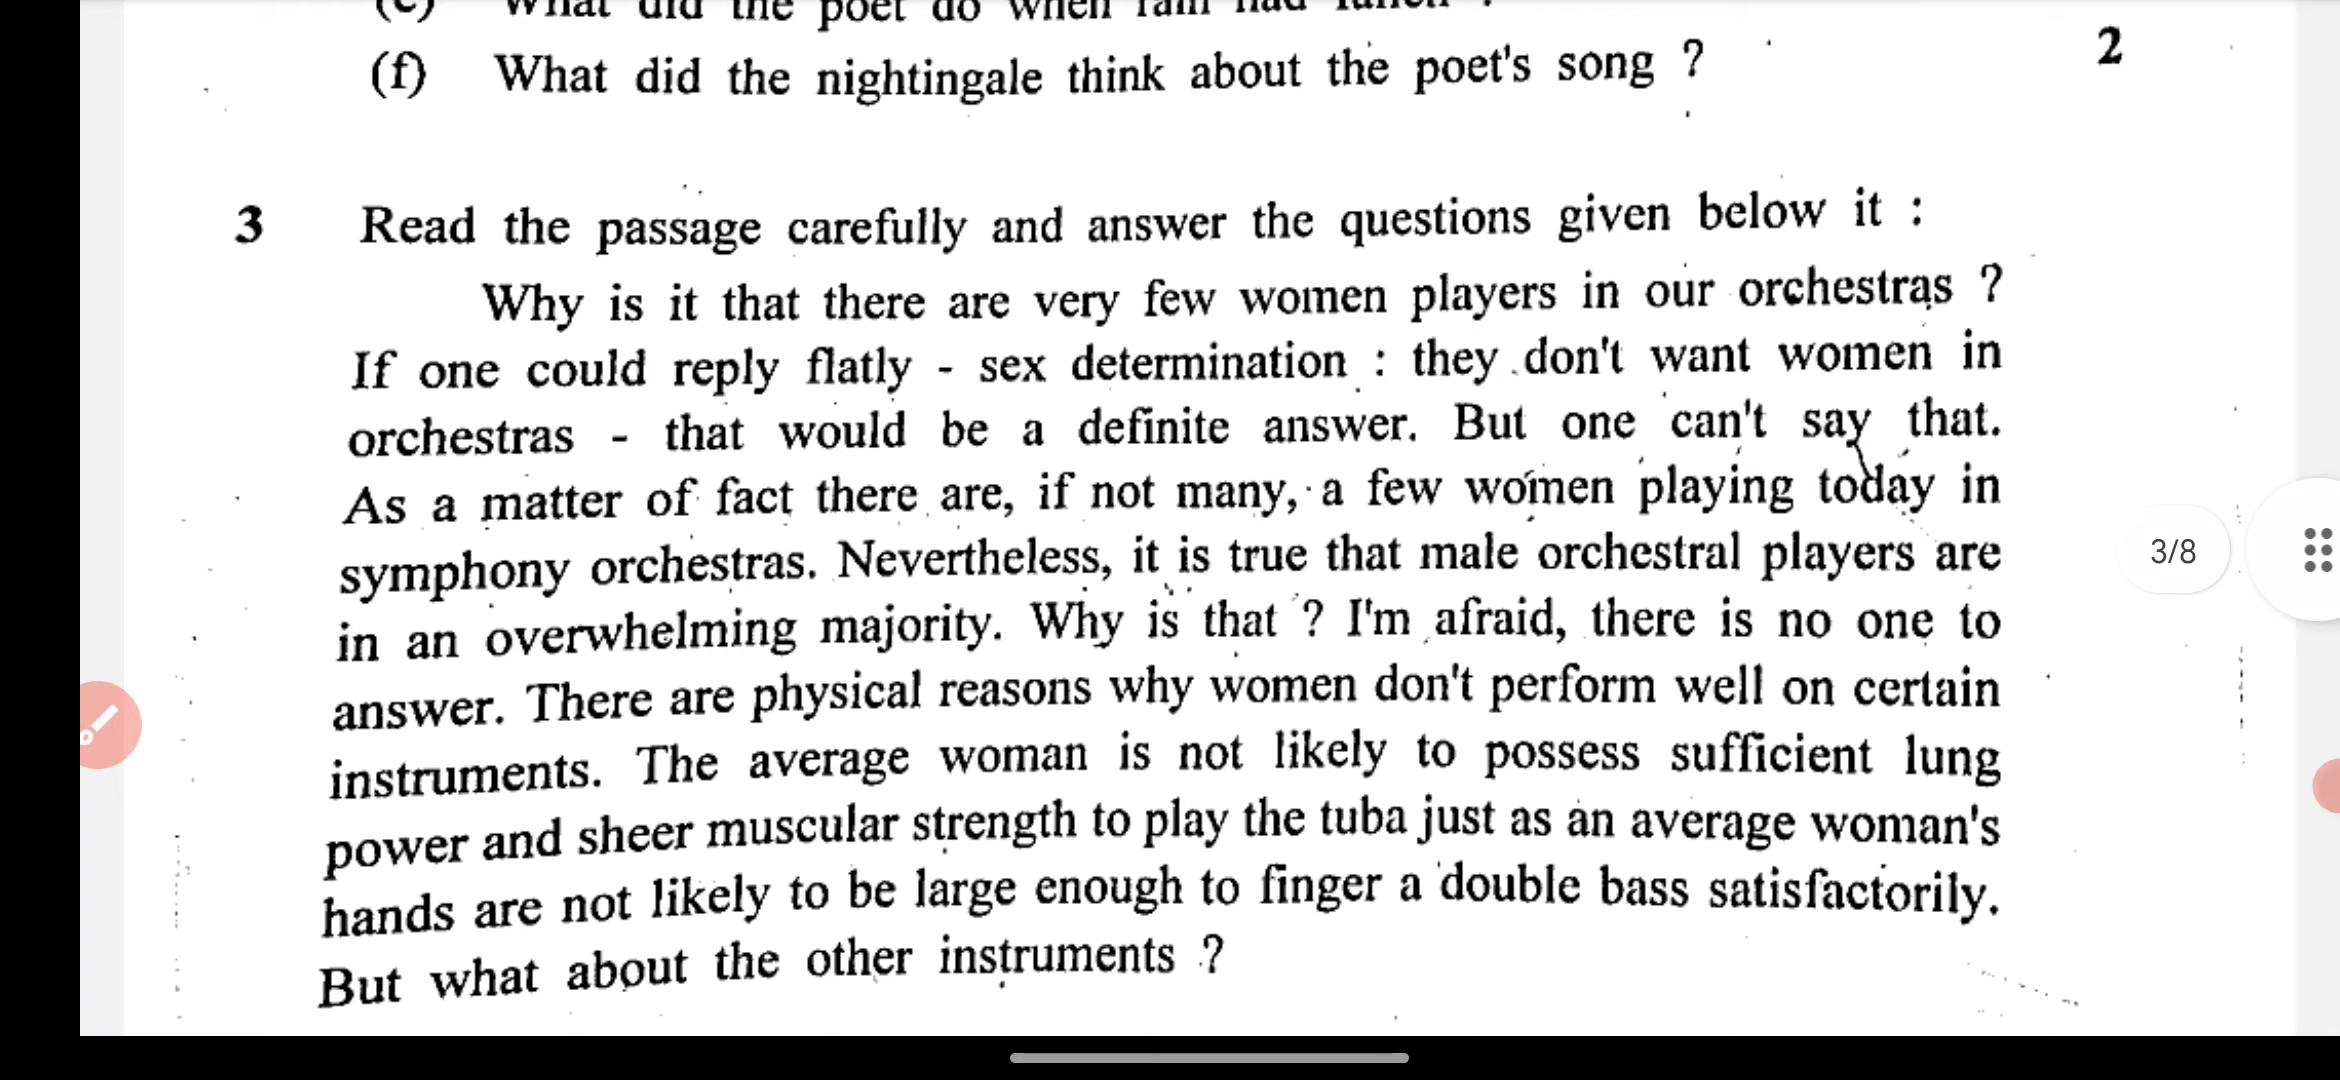 (f) What did the nightingale think about the poet's song ? 2
3 Read the passage carefully and answer the questions given below it :
Why is it that there are very few women players in our orchestras ?
If one could reply flatly - sex determination : they don't want women in
orchestras - that would be a definite answer. But one can't say that.
As a matter of fact there are, if not many, a few women playing today in
symphony orchestras. Nevertheless, it is true that male orchestral players are
in an overwhelming majority. Why is that ? I'm afraid, there is no one to
answer. There are physical reasons why women don't perform well on certain
instruments. The average woman is not likely to possess sufficient lung
power and sheer muscular strength to play the tuba just as an average woman's
hands are not likely to be large enough to finger a double bass satisfactorily.
But what about the other instruments ?
3/8